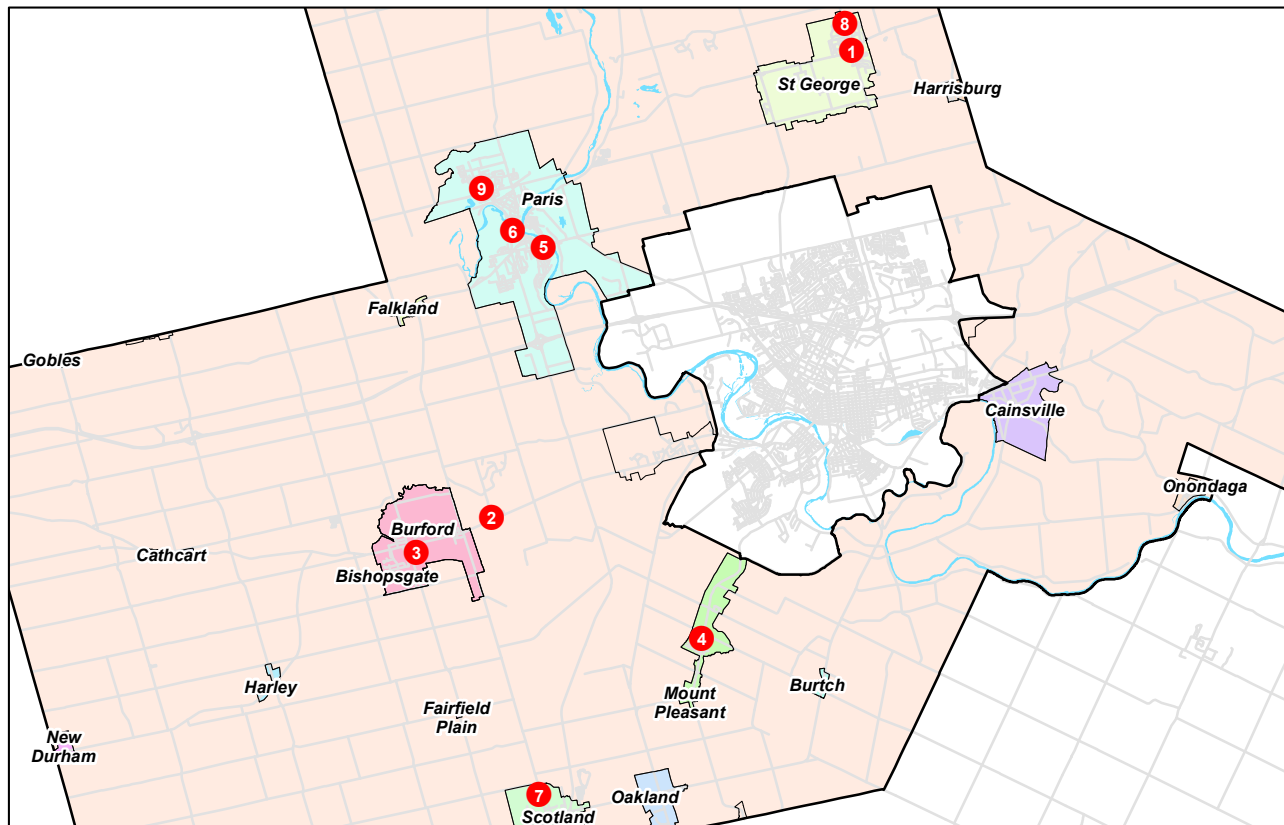 8
1
St George
Harrisburg
9
Paris
6
5
Falkland
Gobles
Cainsville
Onondaga
2
Burford
3
Cathcart
Bishopsgate
4
Harley
Mount
Pleasant
Burtch
Fairfield
Plain
New
Durham
7
Oakland
Scotland